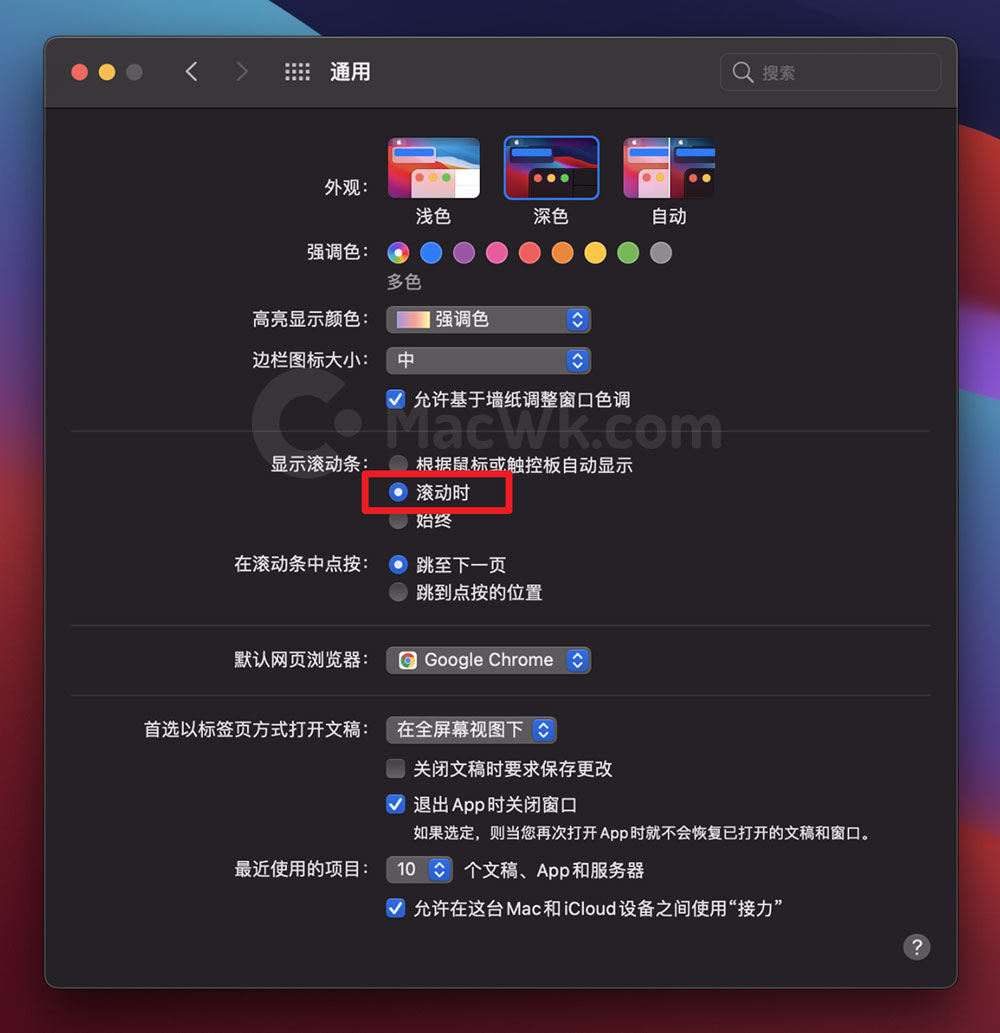 通用
搜索
外观：
浅色
深色
自动
强调色：
多色
高亮显示颜色：
强调色
边栏图标大小：
中
允许基于墙纸调整窗口色调
MacWk.com
显示滚动条：
根据鼠标或触控板自动显示
滚动时
始终
在滚动条中点按：
跳至下一页
跳到点按的位置
默认网页浏览器：
Google Chrome
首选以标签页方式打开文稿：
在全屏幕视图下
关闭文稿时要求保存更改
退出App时关闭窗口
如果选定，则当您再次打开App时就不会恢复已打开的文稿和窗口。
最近使用的项目：
10
个文稿、App和服务器
允许在这台Mac和iCloud设备之间使用“接力”
?